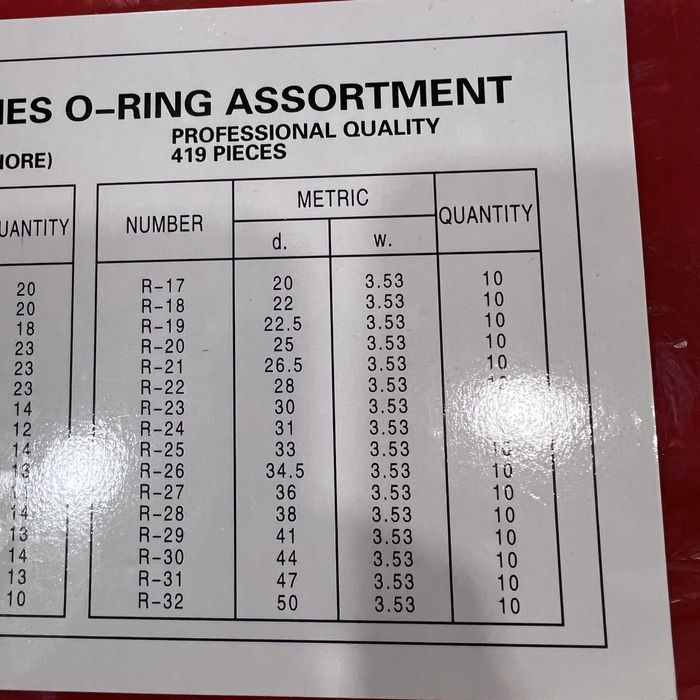 IES O-RING ASSORTMENT
PROFESSIONAL QUALITY
IORE) 419 PIECES
UANTITY NUMBER METRIC QUANTITY
d. w.
20 R-17 20 3.53 10
20 R-18 22 3.53 10
18 R-19 22.5 3.53 10
23 R-20 25 3.53 10
23 R-21 26.5 3.53 10
23 R-22 28 3.53
14 R-23 30 3.53
12 R-24 31 3.53
14 R-25 33 3.53 10
13 R-26 34.5 3.53 10
R-27 36 3.53 10
14 R-28 38 3.53 10
13 R-29 41 3.53 10
14 R-30 44 3.53 10
13 R-31 47 3.53 10
10 R-32 50 3.53 10